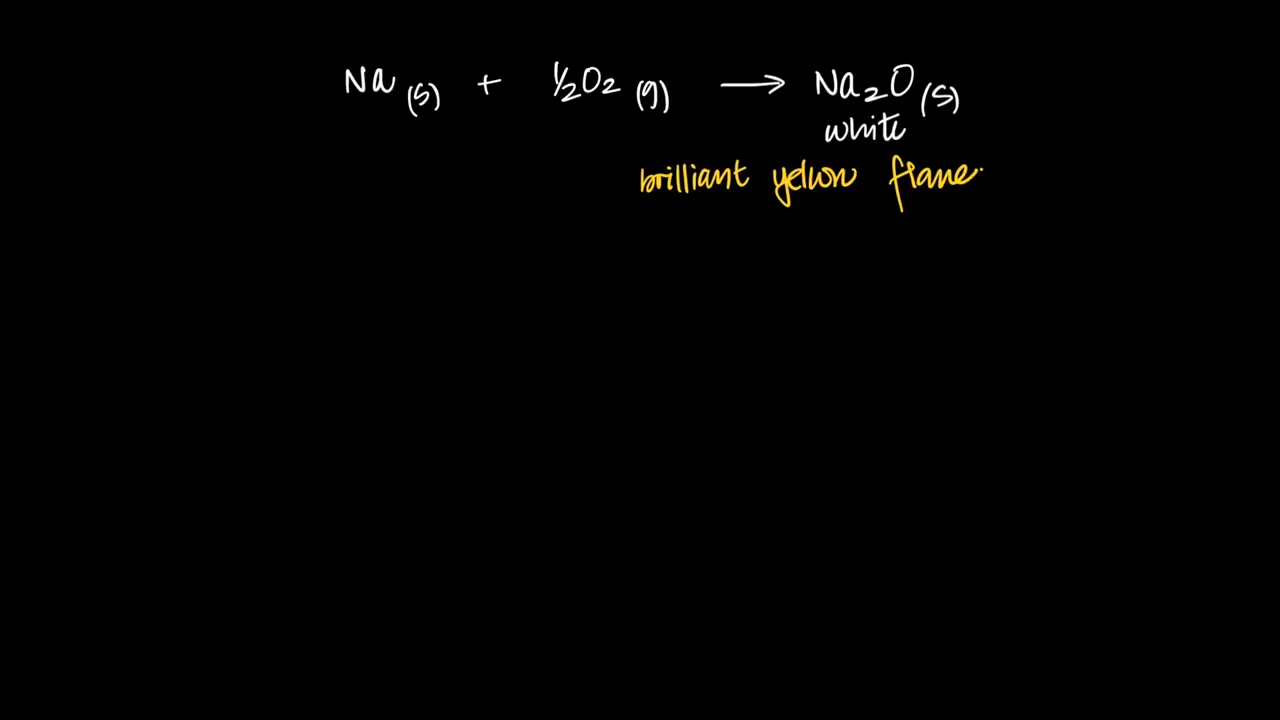 Na (s) + ½O₂ (g) → Na₂O (s)
white
brilliant yellow flame